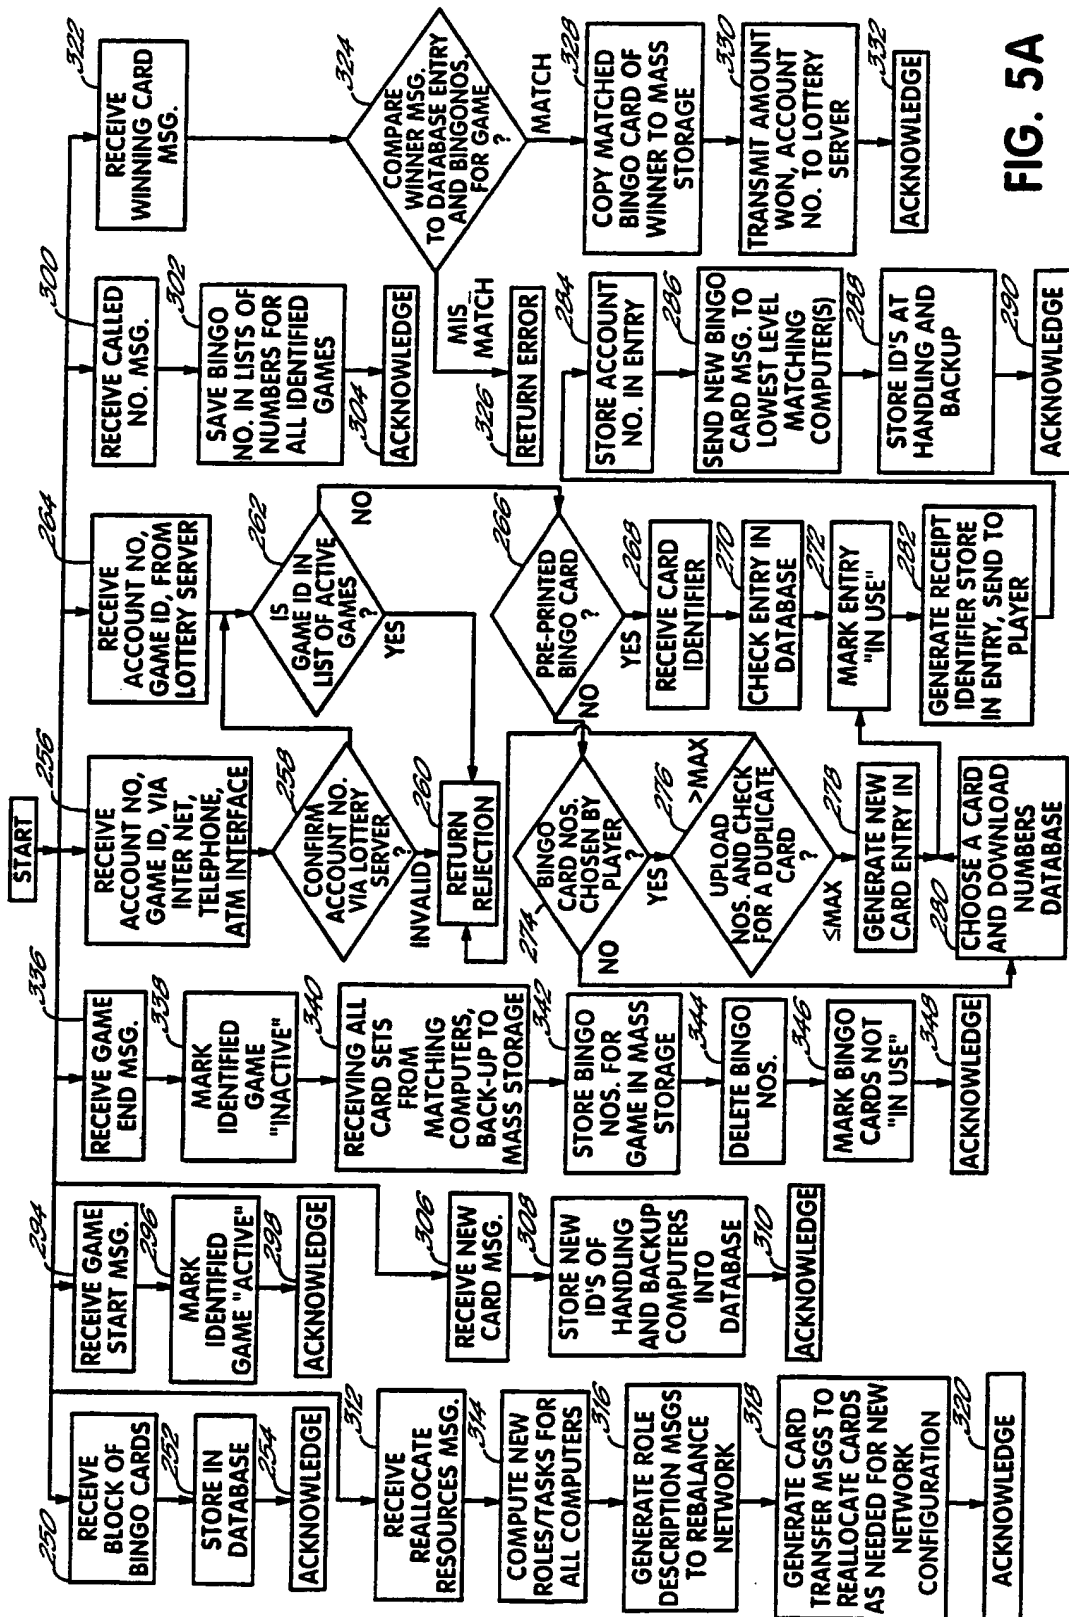 START
250
RECEIVE
BLOCK OF
BINGO CARDS
252
STORE IN
DATABASE
254
ACKNOWLEDGE
294
RECEIVE GAME
START MSG.
296
MARK
IDENTIFIED
GAME "ACTIVE"
298
ACKNOWLEDGE
312
RECEIVE
REALLOCATE
RESOURCES MSG.
314
COMPUTE NEW
ROLES/TASKS FOR
ALL COMPUTERS
316
GENERATE ROLE
DESCRIPTION MSGS
TO REBALANCE
NETWORK
318
GENERATE CARD
TRANSFER MSGS TO
REALLOCATE CARDS
AS NEEDED FOR NEW
NETWORK
CONFIGURATION
320
ACKNOWLEDGE
306
RECEIVE NEW
CARD MSG.
308
STORE NEW
ID'S OF
HANDLING
AND BACKUP
COMPUTERS
INTO
DATABASE
310
ACKNOWLEDGE
336
RECEIVE GAME
END MSG.
338
MARK
IDENTIFIED
GAME
"INACTIVE"
340
RECEIVING ALL
CARD SETS
FROM
MATCHING
COMPUTERS,
BACK-UP TO
MASS STORAGE
342
STORE BINGO
NOS. FOR
GAME IN MASS
STORAGE
344
DELETE BINGO
NOS.
346
MARK BINGO
CARDS NOT
"IN USE"
348
ACKNOWLEDGE
256
RECEIVE
ACCOUNT NO,
GAME ID, VIA
INTER NET,
TELEPHONE,
ATM INTERFACE
258
CONFIRM
ACCOUNT NO.
VIA LOTTERY
SERVER
?
INVALID
260
RETURN
REJECTION
274
BINGO
CARD NOS.
CHOSEN BY
PLAYER
?
NO
YES
276
UPLOAD
NOS. AND CHECK
FOR A DUPLICATE
CARD
?
>MAX
≤MAX
278
GENERATE NEW
CARD ENTRY IN
280
CHOOSE A CARD
AND DOWNLOAD
NUMBERS
DATABASE
264
RECEIVE
ACCOUNT NO,
GAME ID, FROM
LOTTERY SERVER
262
IS
GAME ID IN
LIST OF ACTIVE
GAMES
?
NO
YES
266
PRE-PRINTED
BINGO CARD
?
NO
YES
268
RECEIVE CARD
IDENTIFIER
270
CHECK ENTRY IN
DATABASE
272
MARK ENTRY
"IN USE"
282
GENERATE RECEIPT
IDENTIFIER STORE
IN ENTRY, SEND TO
PLAYER
300
RECEIVE CALLED
NO. MSG.
302
SAVE BINGO
NO. IN LISTS OF
NUMBERS FOR
ALL IDENTIFIED
GAMES
304
ACKNOWLEDGE
322
RECEIVE
WINNING CARD
MSG.
324
COMPARE
WINNER MSG.
TO DATABASE ENTRY
AND BINGONOS.
FOR GAME
?
MIS_
MATCH
MATCH
326
RETURN ERROR
284
STORE ACCOUNT
NO. IN ENTRY
286
SEND NEW BINGO
CARD MSG. TO
LOWEST LEVEL
MATCHING
COMPUTER(S)
288
STORE ID'S AT
HANDLING AND
BACKUP
290
ACKNOWLEDGE
328
COPY MATCHED
BINGO CARD OF
WINNER TO MASS
STORAGE
330
TRANSMIT AMOUNT
WON, ACCOUNT
NO. TO LOTTERY
SERVER
332
ACKNOWLEDGE
FIG. 5A